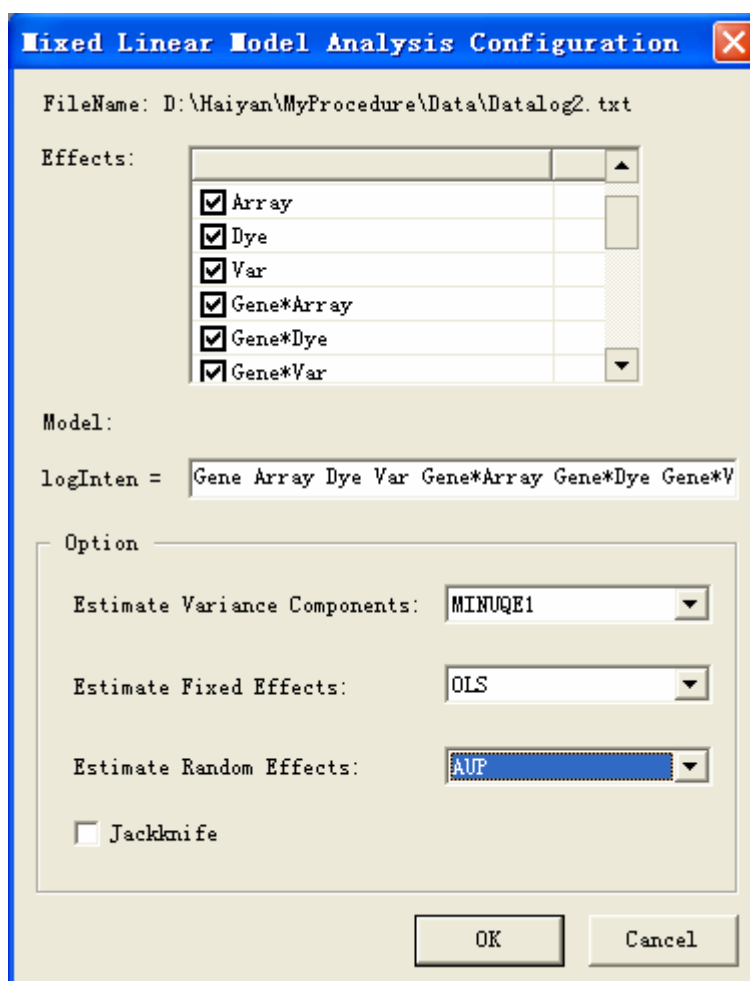 Mixed Linear Model Analysis Configuration
FileName: D:\Haiyan\MyProcedure\Data\Datalog2.txt
Effects:
Array
Dye
Var
Gene*Array
Gene*Dye
Gene*Var
Model:
logInten = Gene Array Dye Var Gene*Array Gene*Dye Gene*V
Option
Estimate Variance Components: MINUQE1
Estimate Fixed Effects: OLS
Estimate Random Effects: AUP
Jackknife
OK Cancel